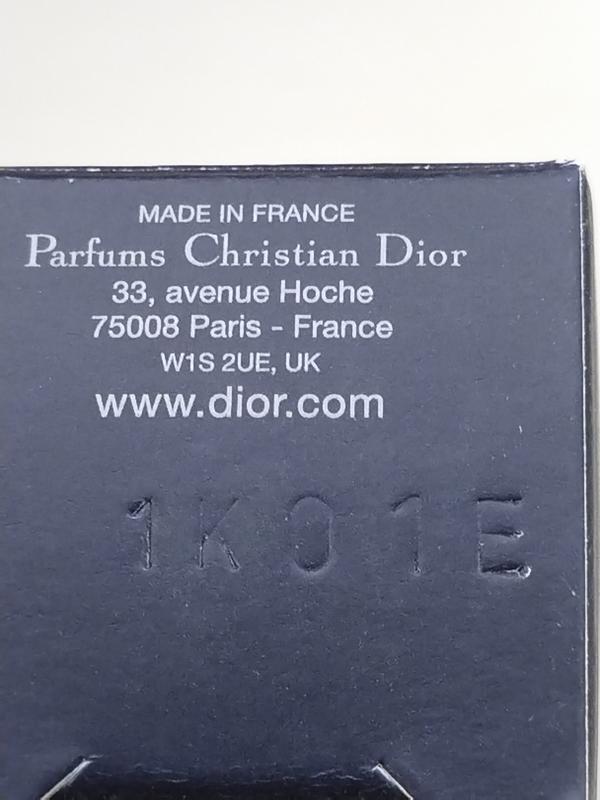 MADE IN FRANCE
Parfums Christian Dior
33, avenue Hoche
75008 Paris - France
W1S 2UE, UK
www.dior.com
1K01E